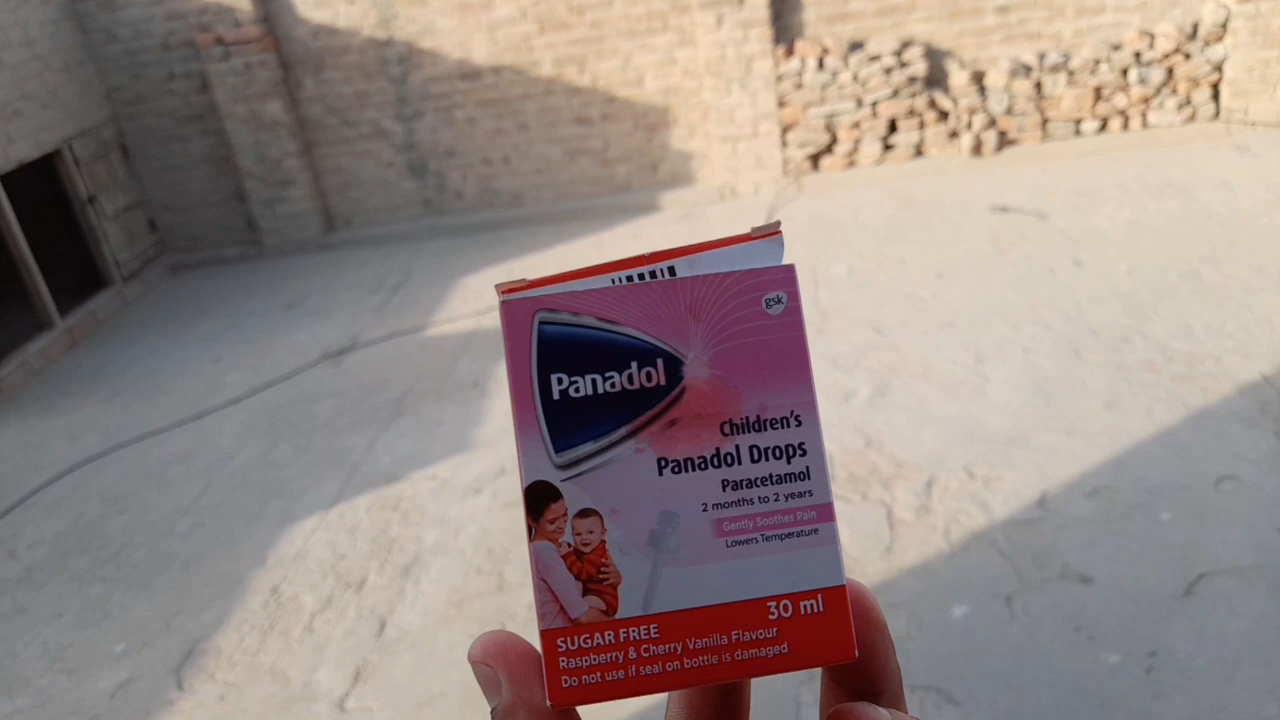 gsk
Panadol
Children's
Panadol Drops
Paracetamol
2 months to 2 years
Gently Soothes Pain
Lowers Temperature
30 ml
SUGAR FREE
Raspberry & Cherry Vanilla Flavour
Do not use if seal on bottle is damaged